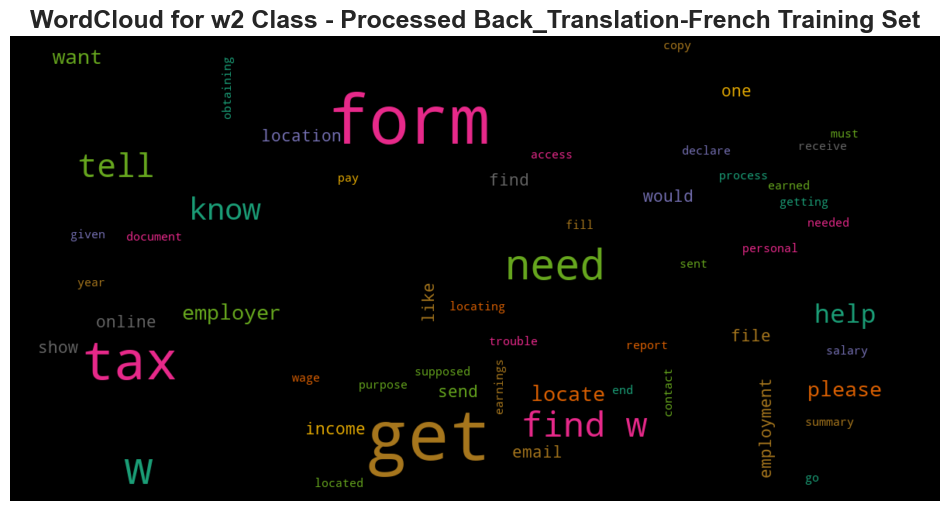 WordCloud for w2 Class - Processed Back_Translation-French Training Set
copy
want
obtaining
one
form
location
must
receive
access
declare
tell
pay
find
process
earned
would
getting
know
needed
fill
given
document
personal
need
sent
year
like
locating
employer
help
online
file
show
trouble
report
salary
tax
supposed
wage
purpose
earnings
end
contact
send
locate
please
employment
get
find w
income
summary
email
w
located
go